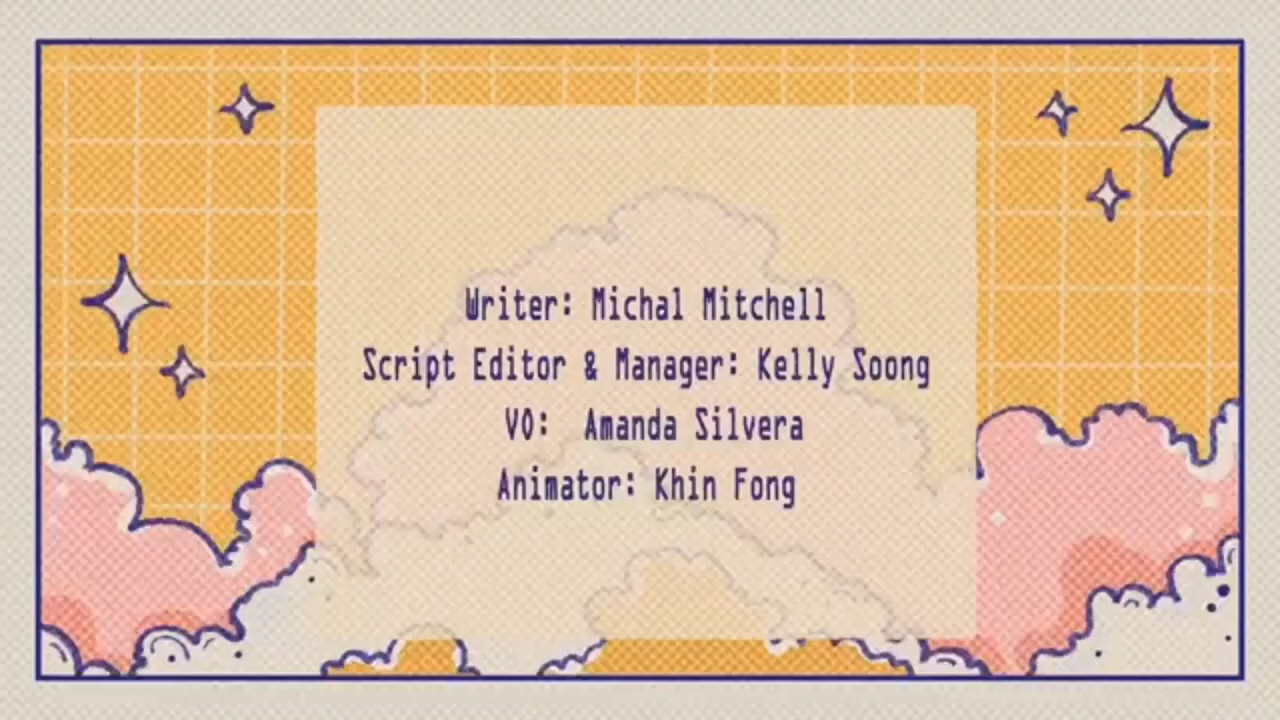 Writer: Michal Mitchell
Script Editor & Manager: Kelly Soong
VO: Amanda Silvera
Animator: Khin Fong